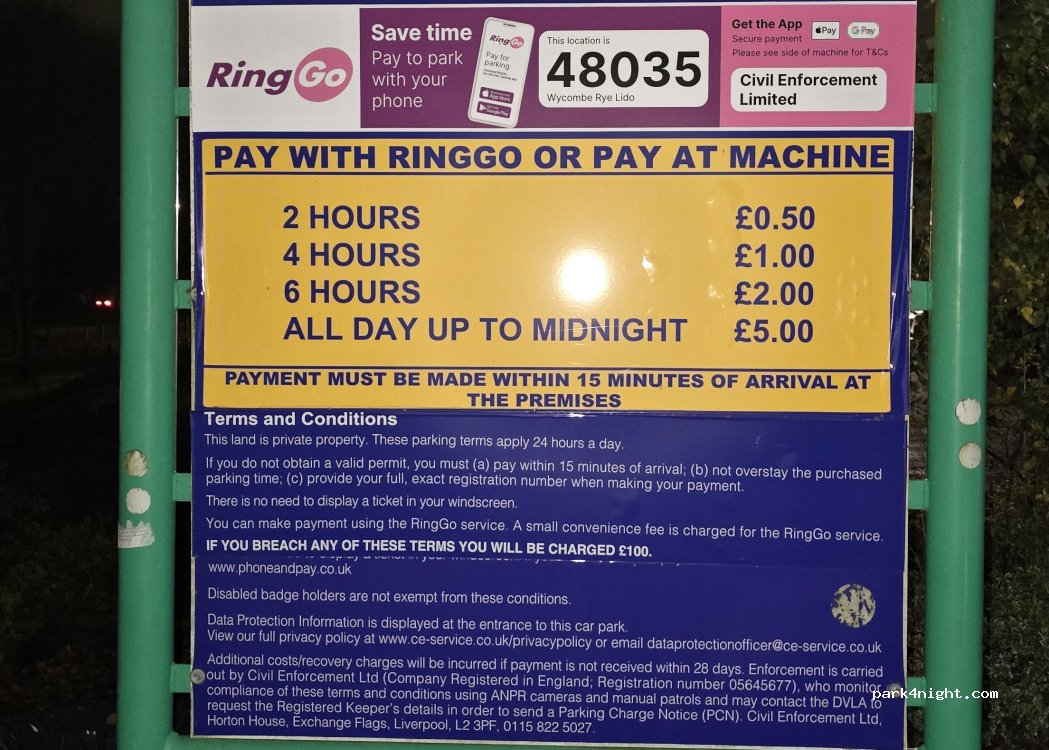 RingGo
Save time
Pay to park
with your
phone
RingGo
Pay for
parking
App Store
Google Play
This location is
48035
Wycombe Rye Lido
Get the App
Secure payment
Pay
G Pay
Please see side of machine for T&Cs
Civil Enforcement
Limited
PAY WITH RINGGO OR PAY AT MACHINE
2 HOURS £0.50
4 HOURS £1.00
6 HOURS £2.00
ALL DAY UP TO MIDNIGHT £5.00
PAYMENT MUST BE MADE WITHIN 15 MINUTES OF ARRIVAL AT
THE PREMISES
Terms and Conditions
This land is private property. These parking terms apply 24 hours a day.
If you do not obtain a valid permit, you must (a) pay within 15 minutes of arrival; (b) not overstay the purchased
parking time; (c) provide your full, exact registration number when making your payment.
There is no need to display a ticket in your windscreen.
You can make payment using the RingGo service. A small convenience fee is charged for the RingGo service.
IF YOU BREACH ANY OF THESE TERMS YOU WILL BE CHARGED £100.
www.phoneandpay.co.uk
Disabled badge holders are not exempt from these conditions.
Data Protection Information is displayed at the entrance to this car park.
View our full privacy policy at www.ce-service.co.uk/privacypolicy or email dataprotectionofficer@ce-service.co.uk
Additional costs/recovery charges will be incurred if payment is not received within 28 days. Enforcement is carried
out by Civil Enforcement Ltd (Company Registered in England; Registration number 05645677), who monitor
compliance of these terms and conditions using ANPR cameras and manual patrols and may contact the DVLA to
request the Registered Keeper's details in order to send a Parking Charge Notice (PCN). Civil Enforcement Ltd,
Horton House, Exchange Flags, Liverpool, L2 3PF, 0115 822 5027.
park4night.com